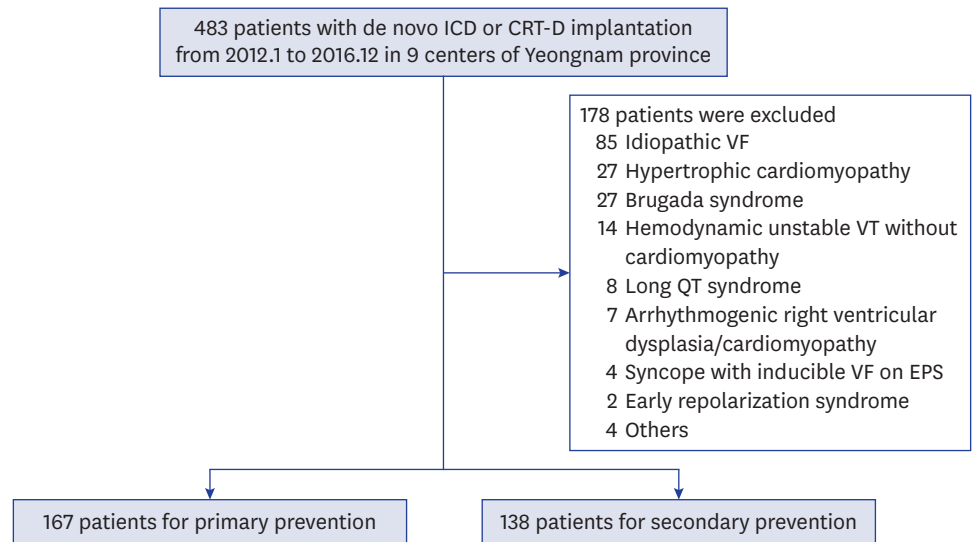 483 patients with de novo ICD or CRT-D implantation
from 2012.1 to 2016.12 in 9 centers of Yeongnam province
178 patients were excluded
85 Idiopathic VF
27 Hypertrophic cardiomyopathy
27 Brugada syndrome
14 Hemodynamic unstable VT without
cardiomyopathy
8 Long QT syndrome
7 Arrhythmogenic right ventricular
dysplasia/cardiomyopathy
4 Syncope with inducible VF on EPS
2 Early repolarization syndrome
4 Others
167 patients for primary prevention
138 patients for secondary prevention